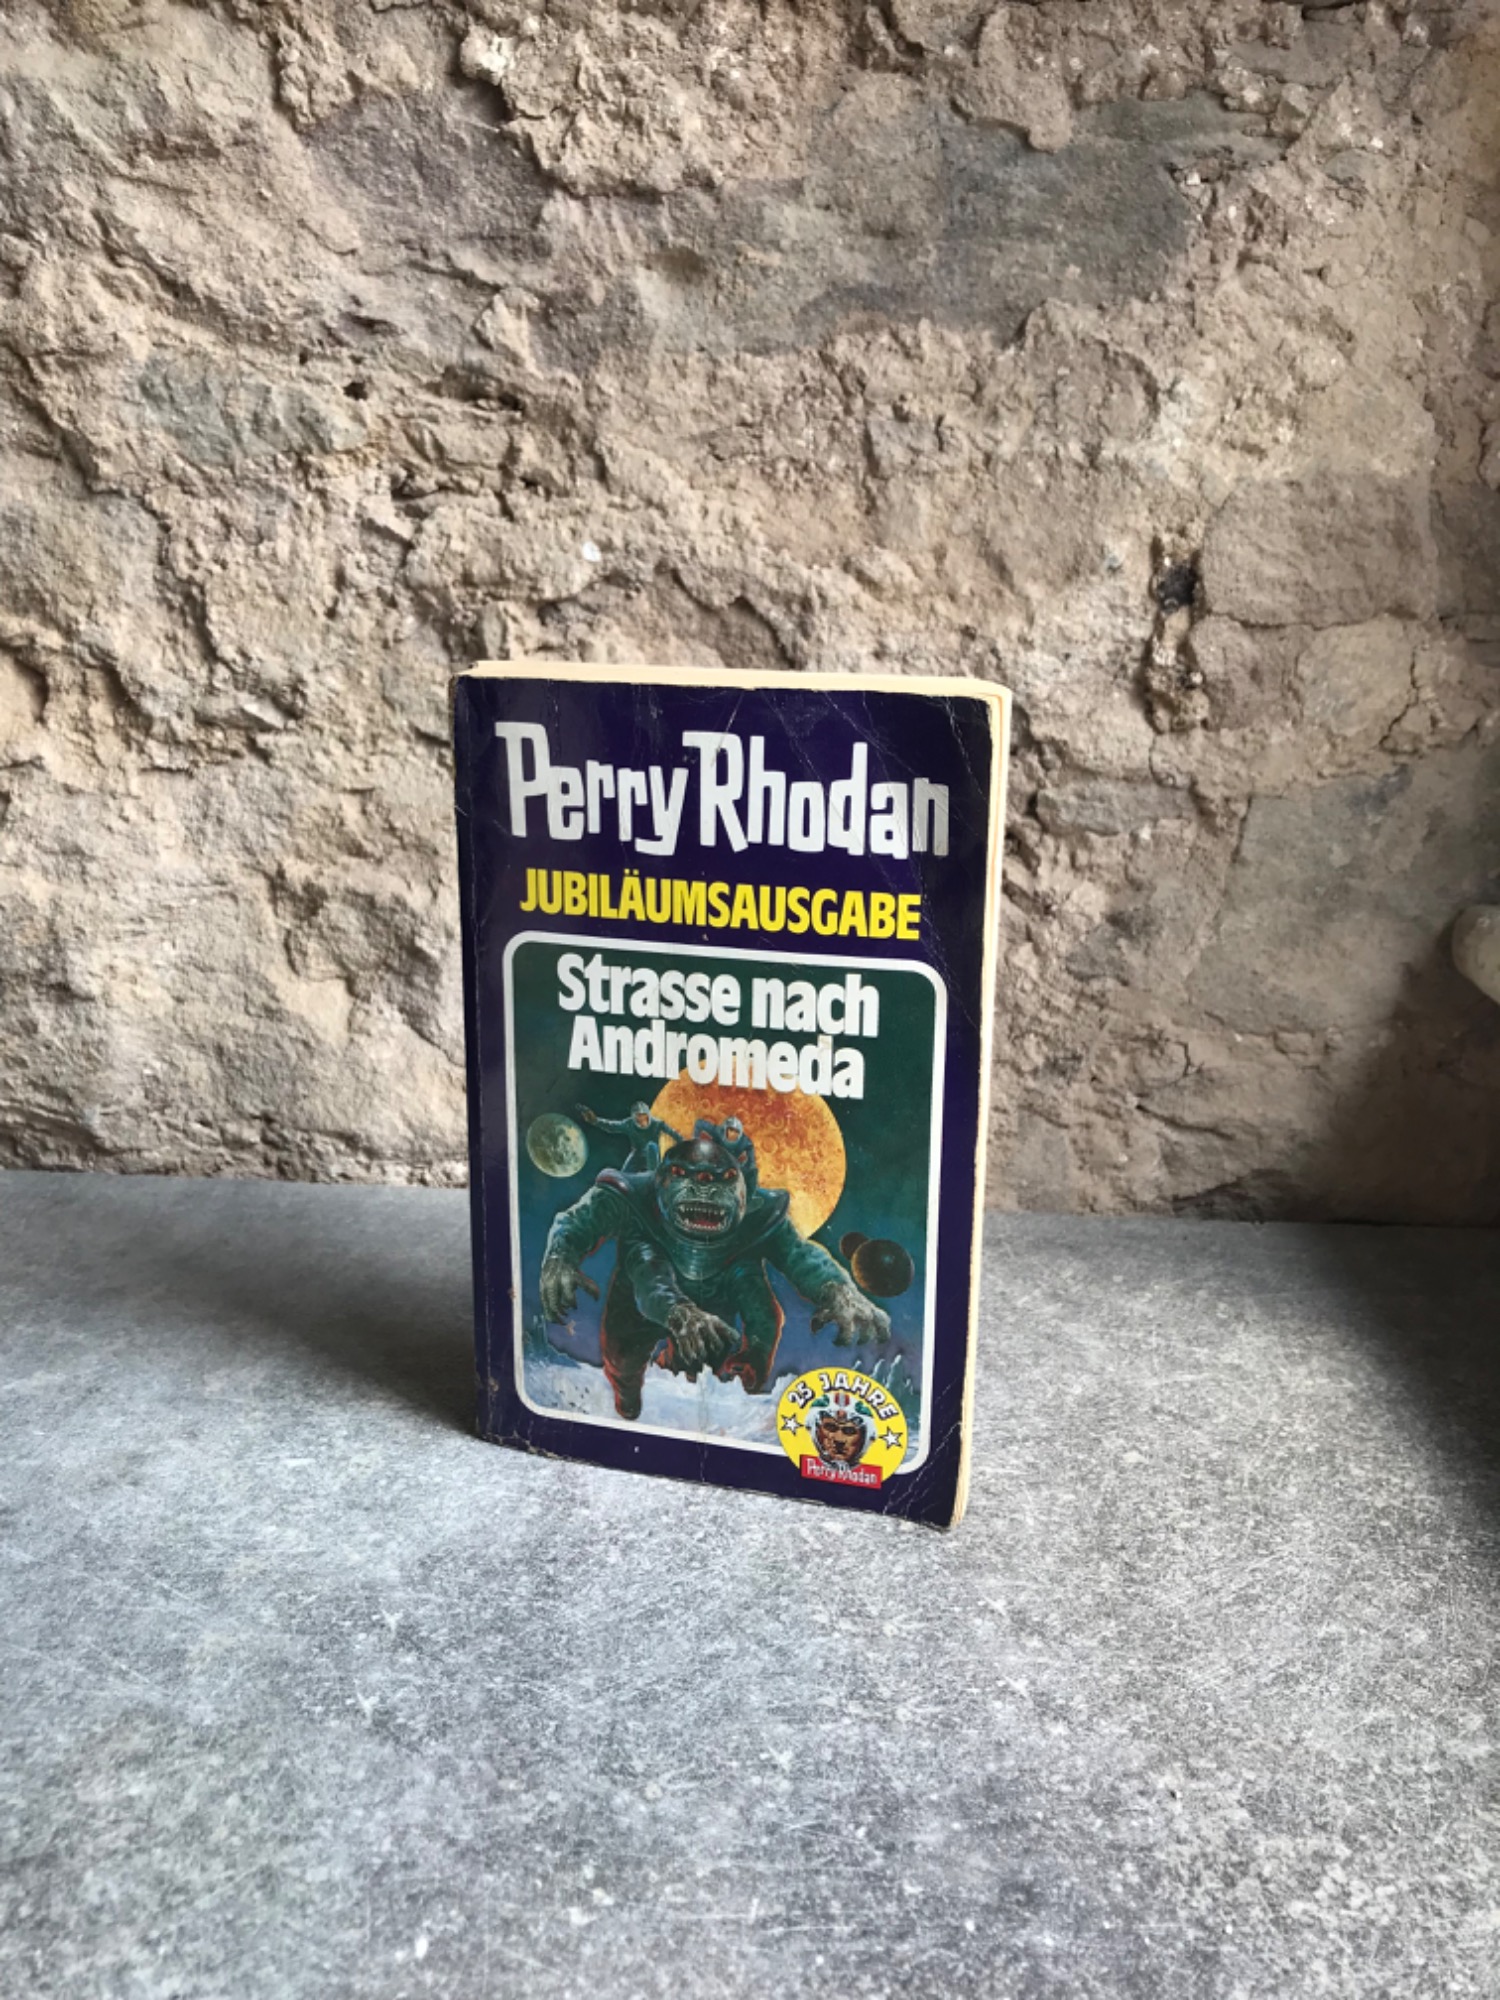 Perry Rhodan
JUBILÄUMSAUSGABE
Strasse nach
Andromeda
25 JAHRE
Perry Rhodan